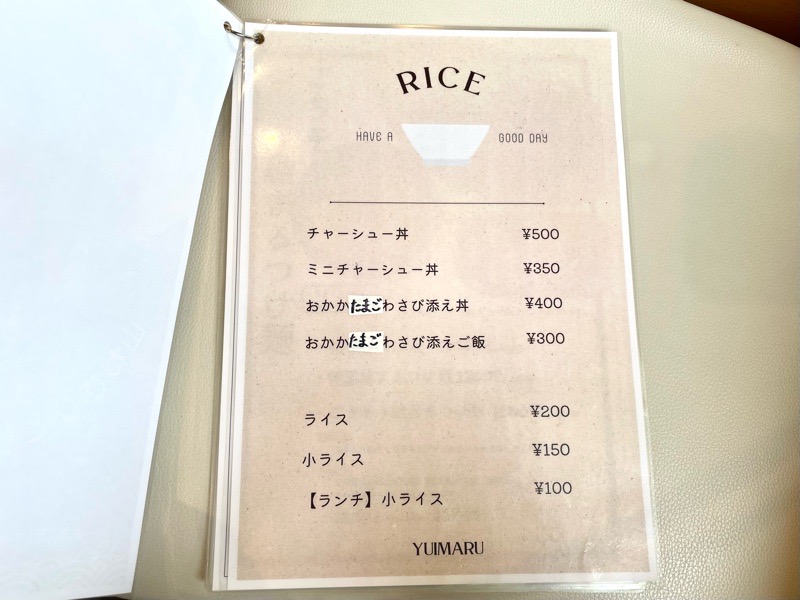 RICE
HAVE A GOOD DAY
チャーシュー丼 ¥500
ミニチャーシュー丼 ¥350
おかかたまごわさび添え丼 ¥400
おかかたまごわさび添えご飯 ¥300
ライス ¥200
小ライス ¥150
【ランチ】小ライス ¥100
YUIMARU